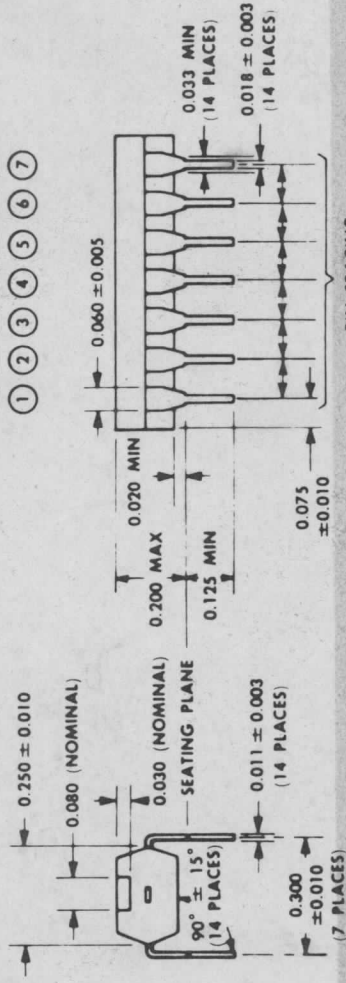 ① ② ③ ④ ⑤ ⑥ ⑦
0.250 ± 0.010
0.080 (NOMINAL)
0.030 (NOMINAL)
SEATING PLANE
90° ± 15°
(14 PLACES)
0.011 ± 0.003
(14 PLACES)
0.300
±0.010
(7 PLACES)
0.060 ± 0.005
0.020 MIN
0.200 MAX
0.125 MIN
0.033 MIN
(14 PLACES)
0.018 ± 0.003
(14 PLACES)
0.075
±0.010